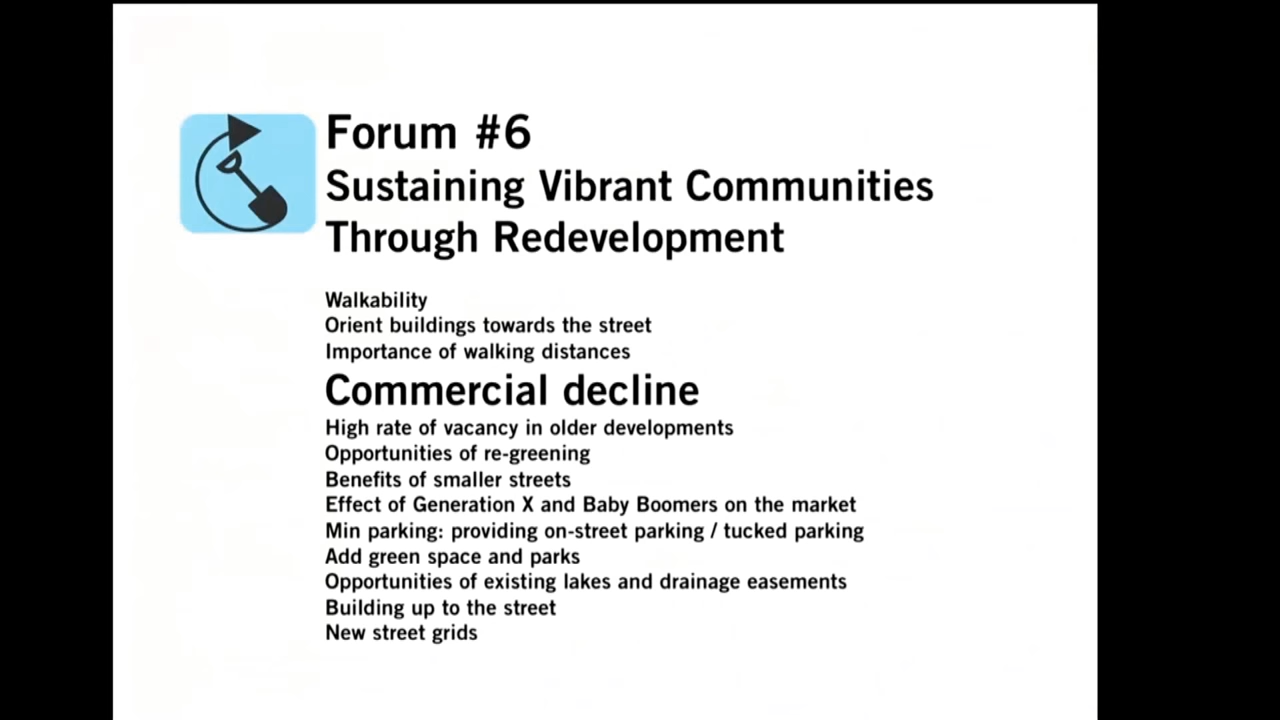 Forum #6
Sustaining Vibrant Communities
Through Redevelopment
Walkability
Orient buildings towards the street
Importance of walking distances
Commercial decline
High rate of vacancy in older developments
Opportunities of re-greening
Benefits of smaller streets
Effect of Generation X and Baby Boomers on the market
Min parking: providing on-street parking / tucked parking
Add green space and parks
Opportunities of existing lakes and drainage easements
Building up to the street
New street grids